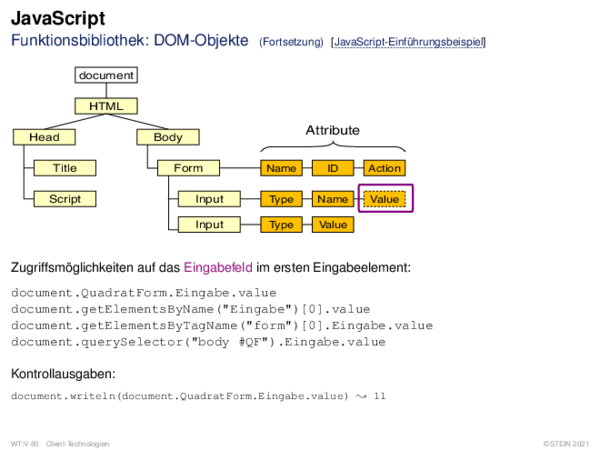 JavaScript
Funktionsbibliothek: DOM-Objekte (Fortsetzung) [JavaScript-Einführungsbeispiel]
document
HTML
Attribute
Head Body
Title Form Name ID Action
Script Input Type Name Value
Input Type Value
Zugriffsmöglichkeiten auf das Eingabefeld im ersten Eingabeelement:
document.QuadratForm.Eingabe.value
document.getElementsByName("Eingabe")[0].value
document.getElementsByTagName("form")[0].Eingabe.value
document.querySelector("body #QF").Eingabe.value
Kontrollausgaben:
document.writeln(document.QuadratForm.Eingabe.value) ⤳ 11
WT:V-80 Client-Technologien ©STEIN 2021